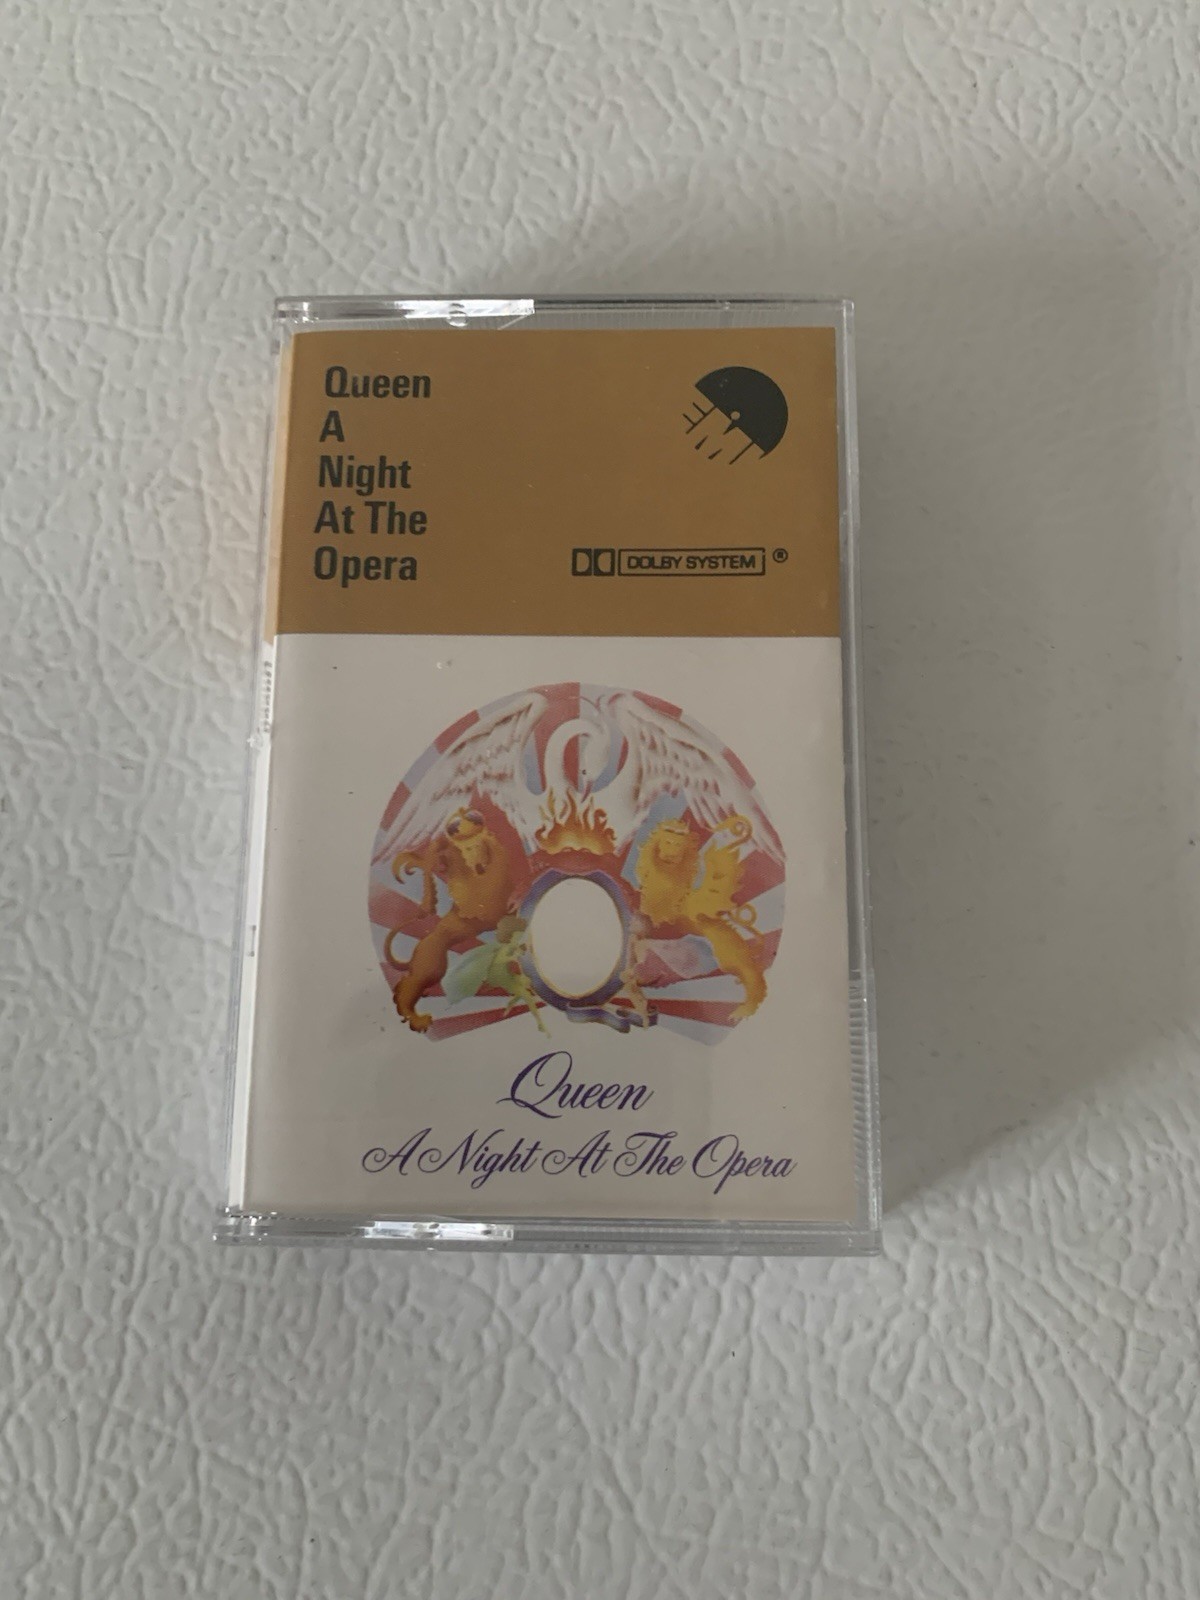 Queen
A
Night
At The
Opera
DOLBY SYSTEM ®
Queen
A Night At The Opera